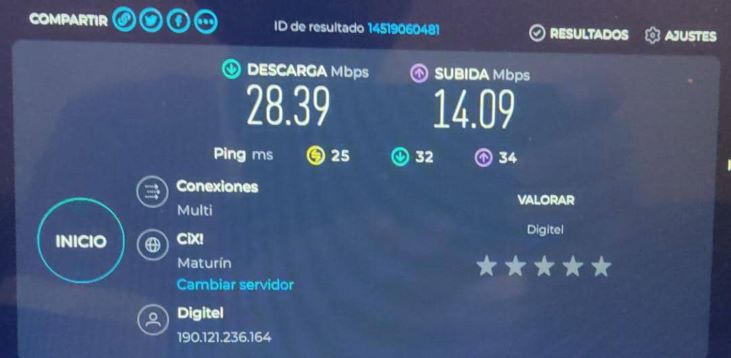 COMPARTIR
ID de resultado 14519060481
RESULTADOS
AJUSTES
DESCARGA Mbps
SUBIDA Mbps
28.39
14.09
Ping ms 25 32 34
Conexiones
Multi
INICIO
CiX!
Maturín
Cambiar servidor
Digitel
190.121.236.164
VALORAR
Digitel